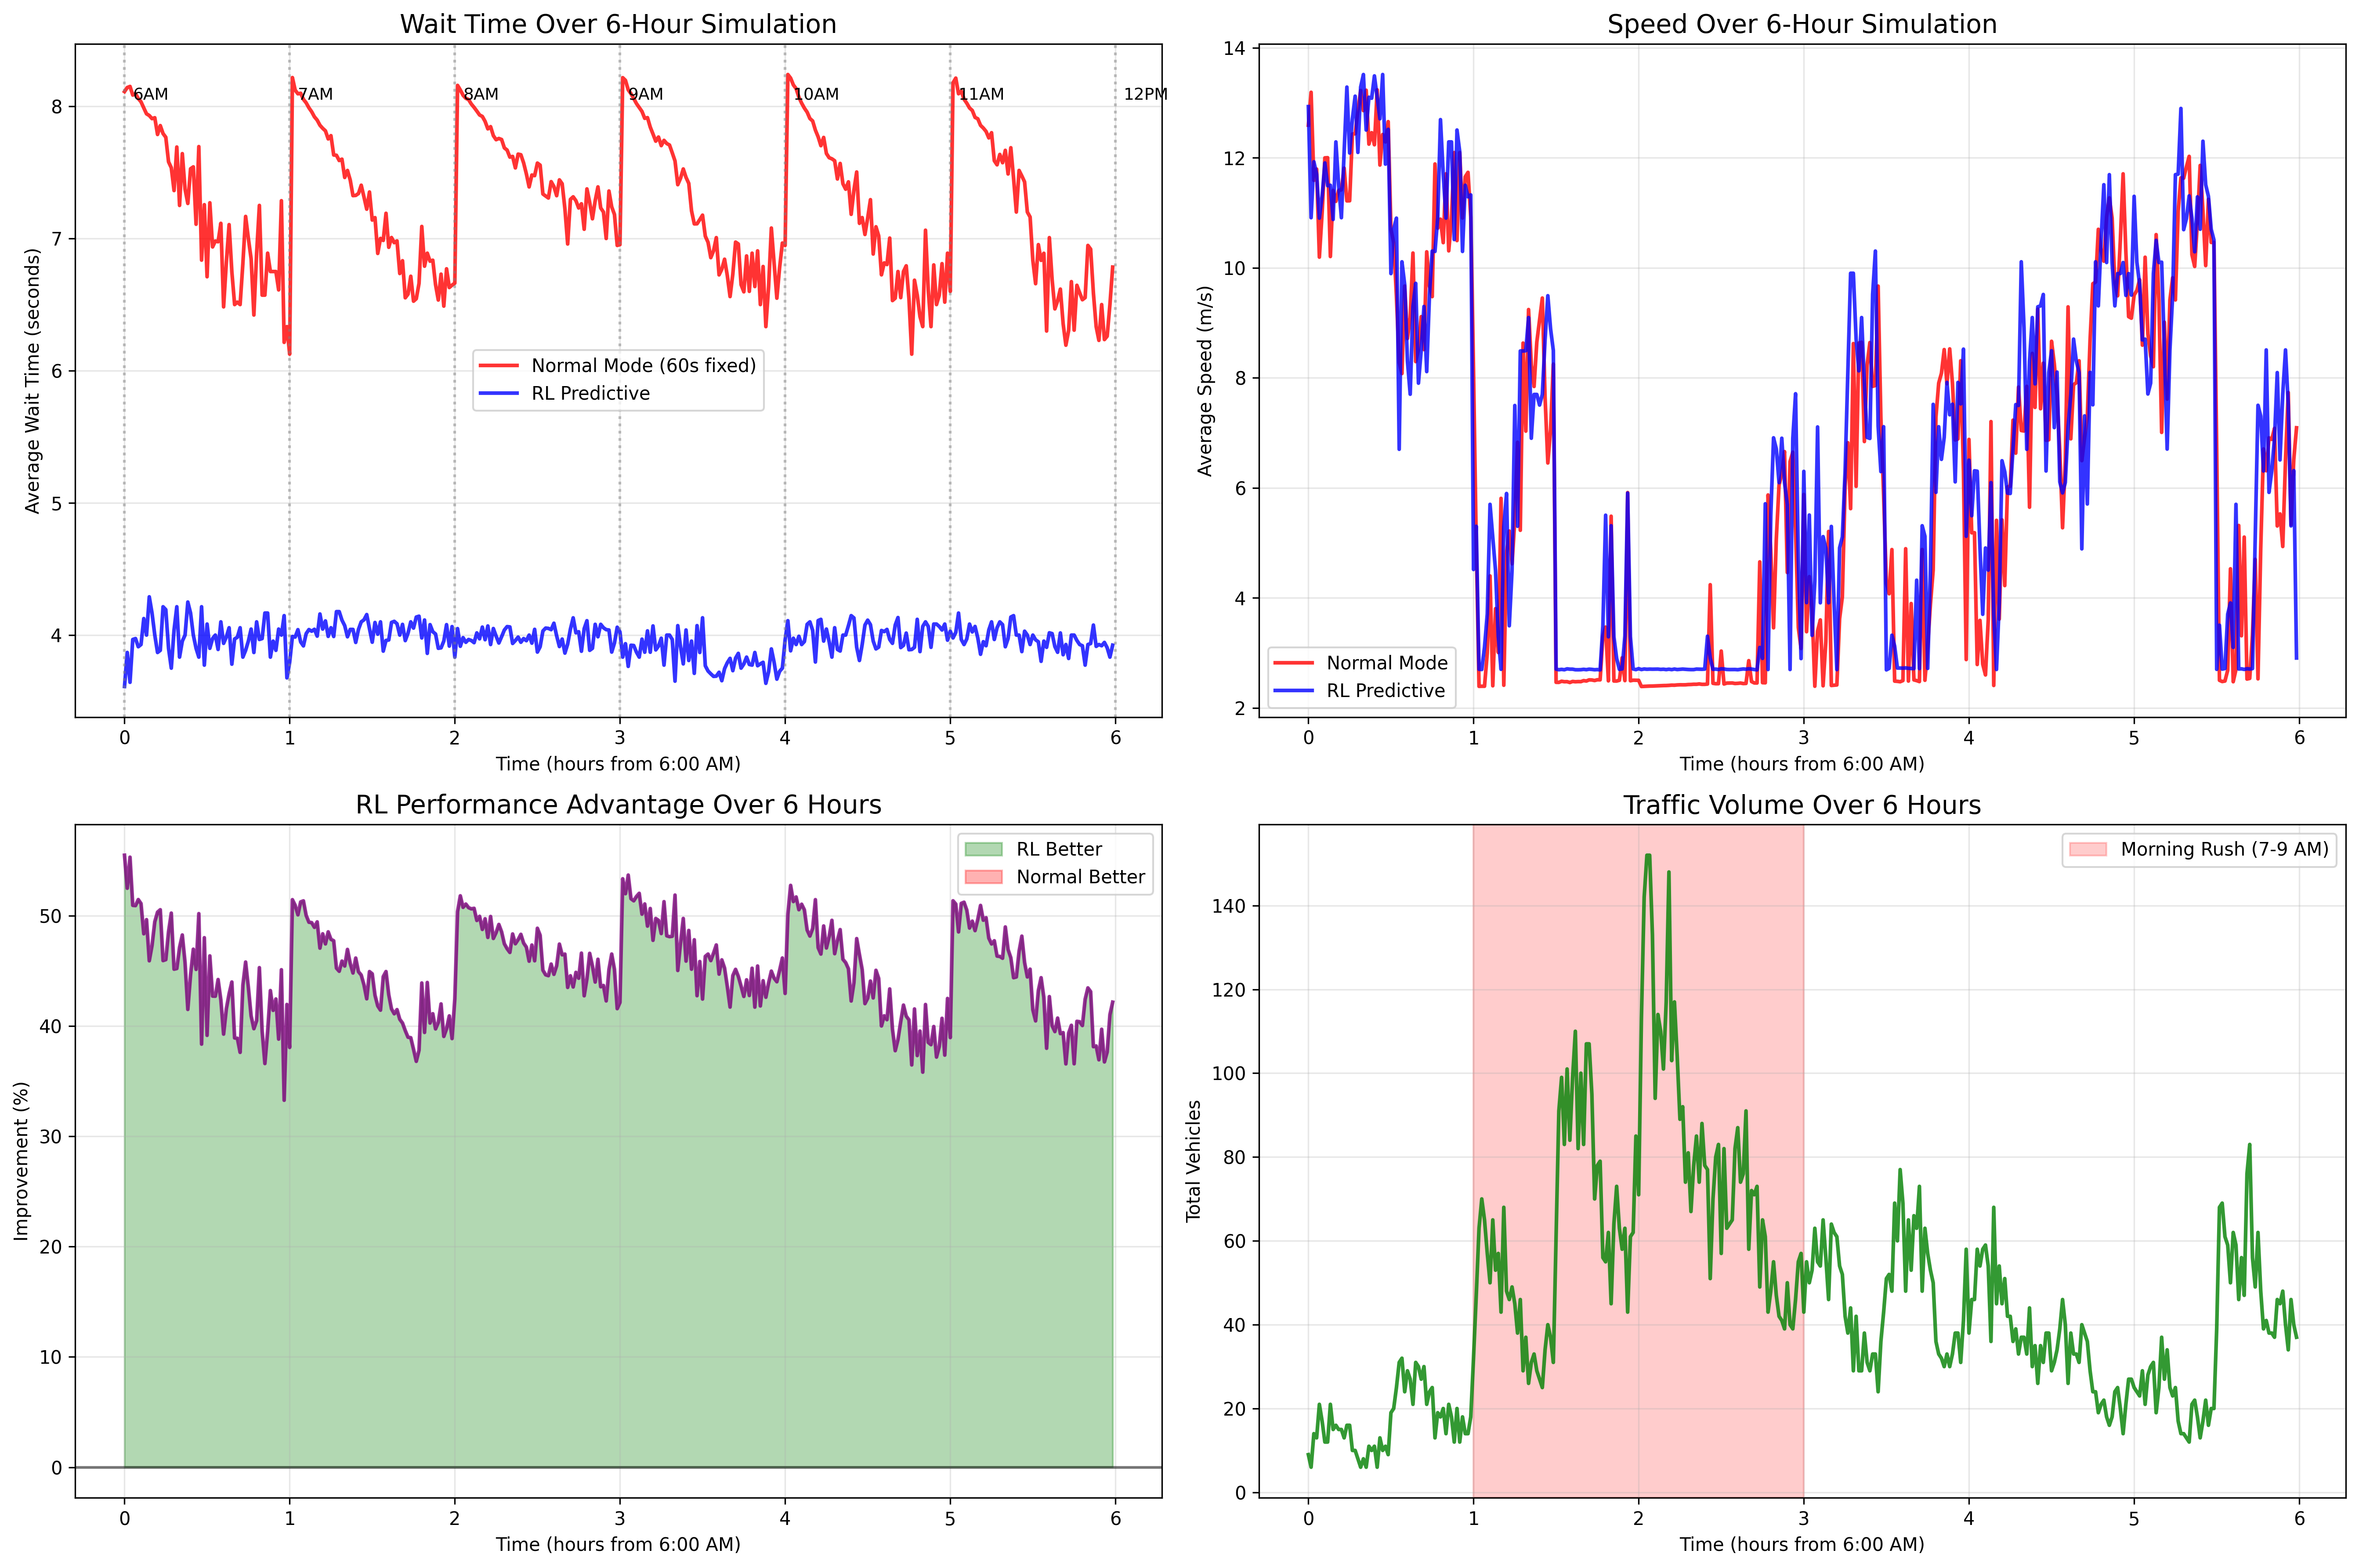 Wait Time Over 6-Hour Simulation
Average Wait Time (seconds)
8
7
6
5
4
6AM
7AM
8AM
9AM
10AM
11AM
12PM
Normal Mode (60s fixed)
RL Predictive
0 1 2 3 4 5 6
Time (hours from 6:00 AM)
Speed Over 6-Hour Simulation
Average Speed (m/s)
14
12
10
8
6
4
2
Normal Mode
RL Predictive
0 1 2 3 4 5 6
Time (hours from 6:00 AM)
RL Performance Advantage Over 6 Hours
Improvement (%)
50
40
30
20
10
0
RL Better
Normal Better
0 1 2 3 4 5 6
Time (hours from 6:00 AM)
Traffic Volume Over 6 Hours
Total Vehicles
140
120
100
80
60
40
20
0
Morning Rush (7-9 AM)
0 1 2 3 4 5 6
Time (hours from 6:00 AM)